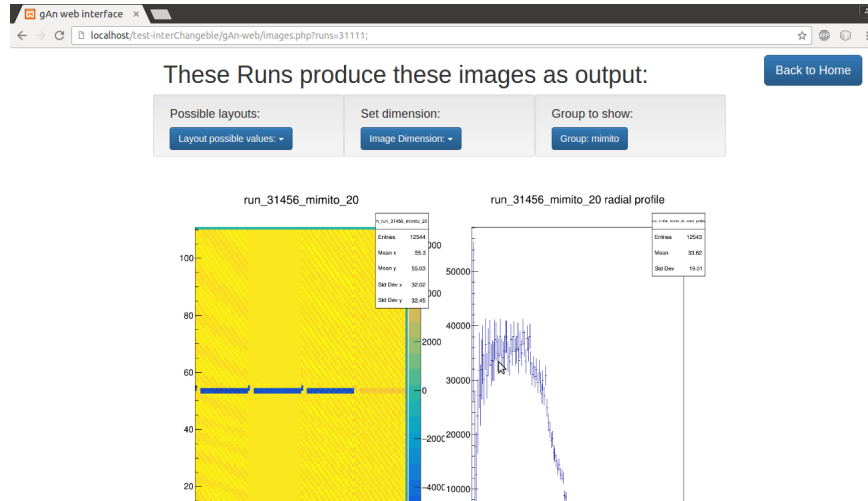 gAn web interface ×
localhost/test-interChangeble/gAn-web/images.php?runs=31111;
These Runs produce these images as output:
Back to Home
Possible layouts:
Set dimension:
Group to show:
Layout possible values:
Image Dimension:
Group: mimito
run_31456_mimito_20
h_run_31456_mimito_20
Entries 12544
Mean x 55.3
Mean y 55.03
Std Dev x 32.02
Std Dev y 32.45
100
80
60
40
20
000
000
2000
0
−2000
−4000
run_31456_mimito_20 radial profile
Entries 12543
Mean 33.62
Std Dev 19.01
50000
40000
30000
20000
10000